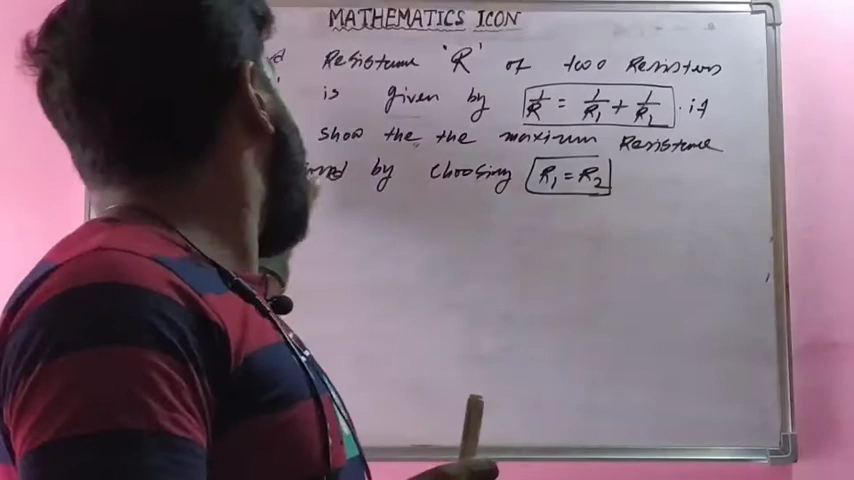 MATHEMATICS ICON
Resistance 'R' of two Resistors
is given by 1/R = 1/R₁ + 1/R₁ . if
show the the maximum Resistance
by choosing R₁ = R₂